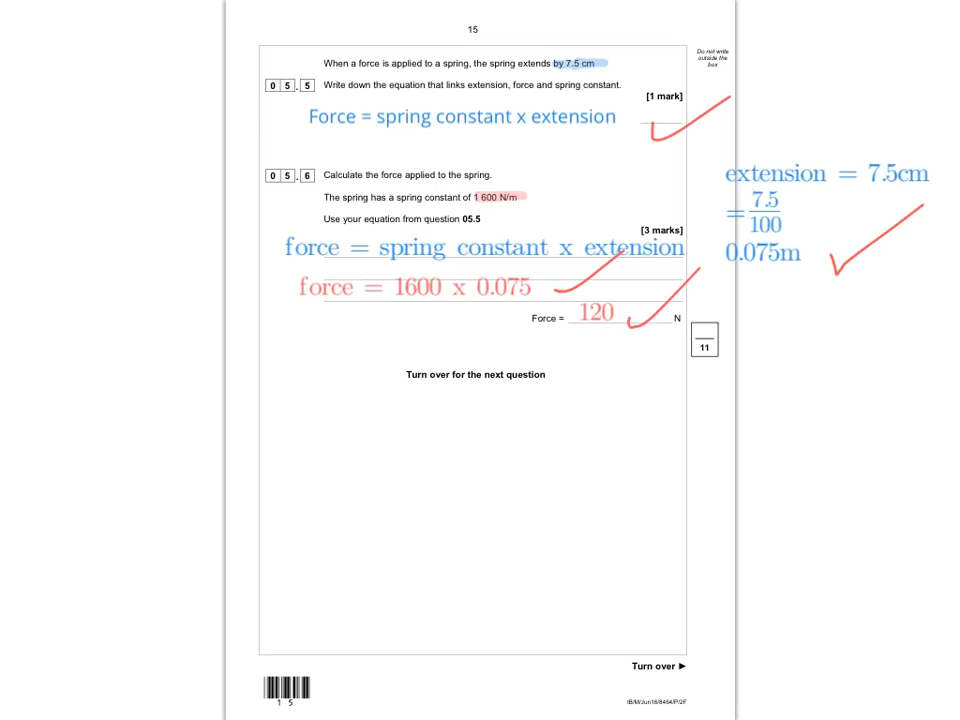 15
Do not write
outside the
box
When a force is applied to a spring, the spring extends by 7.5 cm
0 5 . 5 Write down the equation that links extension, force and spring constant.
[1 mark]
Force = spring constant x extension
0 5 . 6 Calculate the force applied to the spring.
The spring has a spring constant of 1 600 N/m
Use your equation from question 05.5
[3 marks]
force = spring constant x extension
force = 1600 x 0.075
Force = 120 N
extension = 7.5cm
= 7.5
100
0.075m
11
Turn over for the next question
Turn over ►
1 5
IB/M/Jun18/8464/P/2F